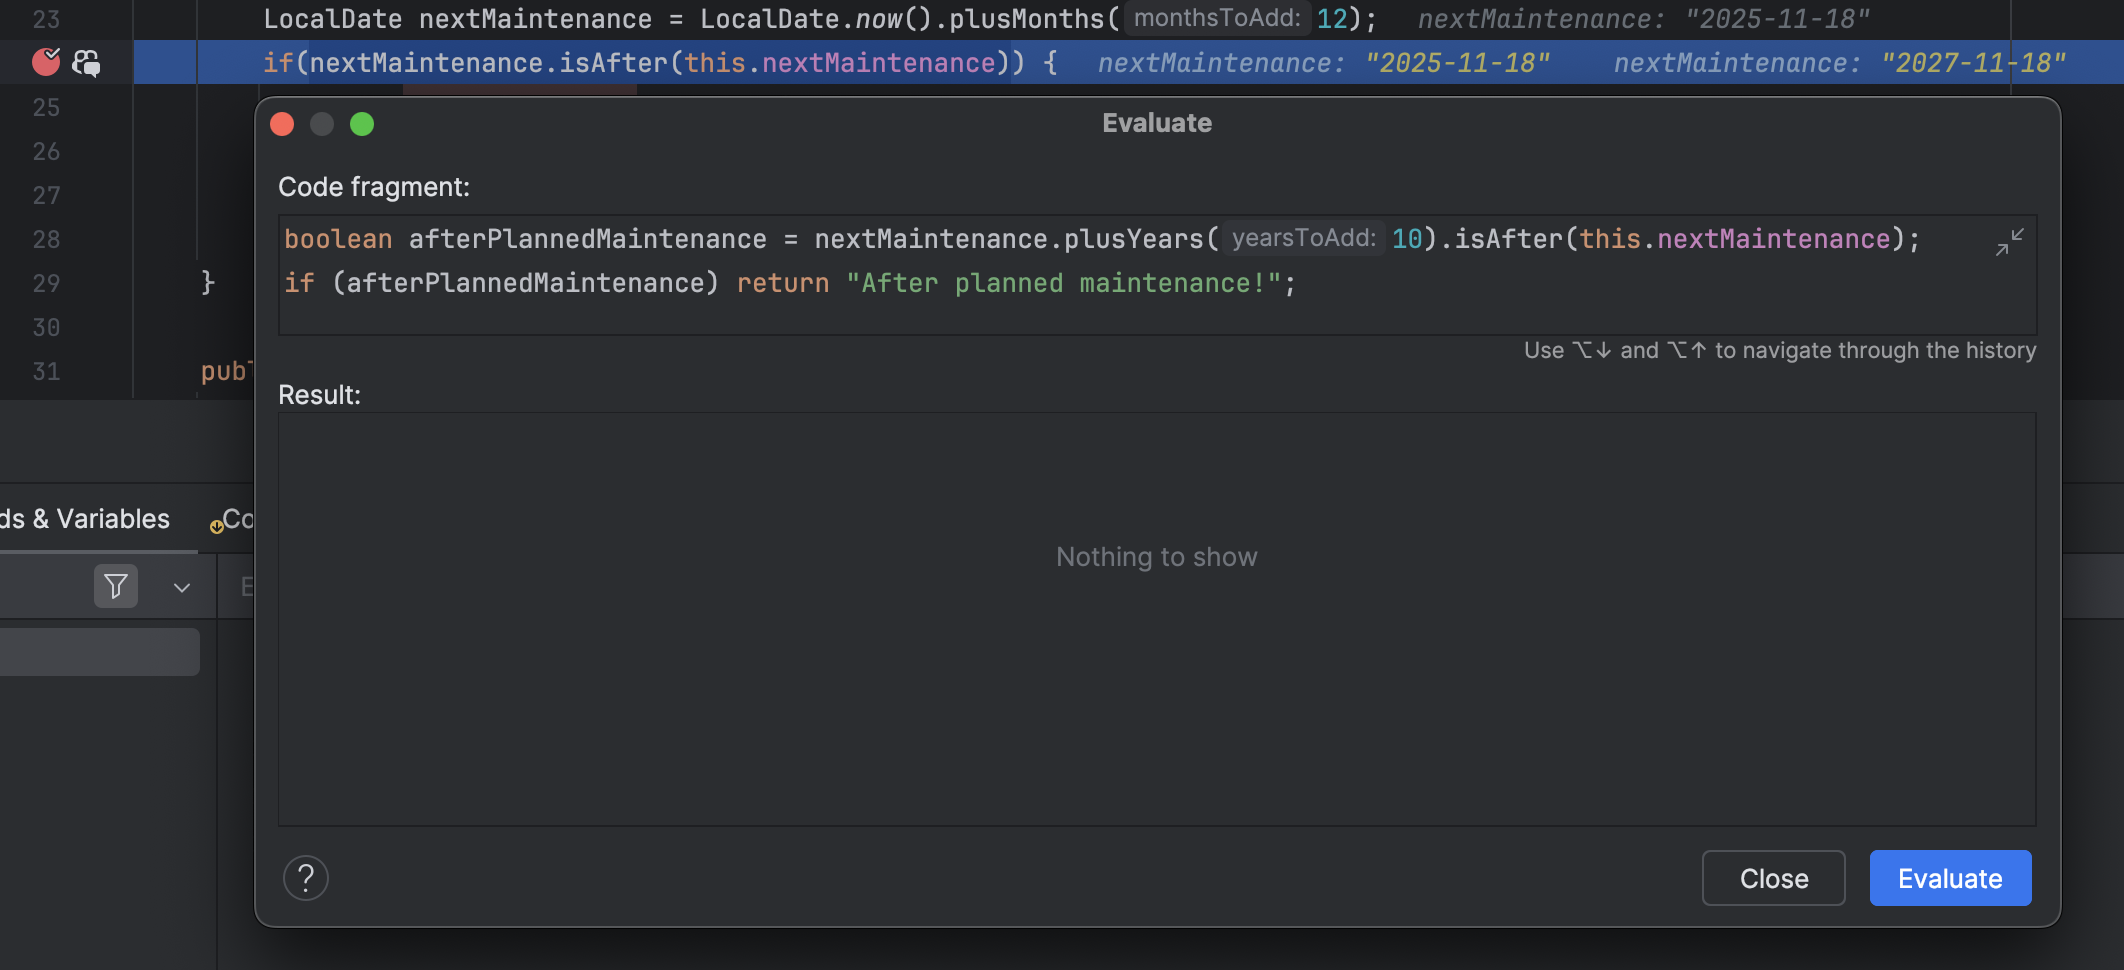 23 LocalDate nextMaintenance = LocalDate.now().plusMonths( monthsToAdd: 12); nextMaintenance: "2025-11-18"
if(nextMaintenance.isAfter(this.nextMaintenance)) { nextMaintenance: "2025-11-18" nextMaintenance: "2027-11-18"
25
Evaluate
26
Code fragment:
27
28 boolean afterPlannedMaintenance = nextMaintenance.plusYears( yearsToAdd: 10).isAfter(this.nextMaintenance);
29 } if (afterPlannedMaintenance) return "After planned maintenance!";
30
Use ⌥↓ and ⌥↑ to navigate through the history
31 publ
Result:
ds & Variables Co
Nothing to show
E
? Close Evaluate